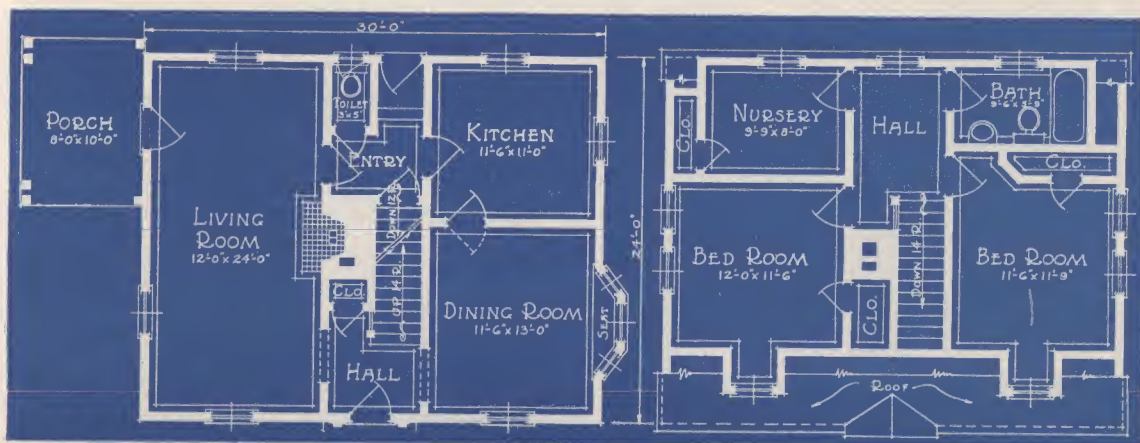 30'-0"
PORCH
8'-0"x10'-0"
TOILET
3'x5'
KITCHEN
11'-6"x11'-0"
ENTRY
LIVING
ROOM
12'-0"x24'-0"
DOWN 12 R.
UP 14 R.
CLO.
DINING ROOM
11'-6"x13'-0"
SEAT
HALL
24'-0"
CLO.
NURSERY
9'-9"x8'-0"
HALL
BATH
9'-6"x5'-9"
CLO.
BED ROOM
12'-0"x11'-6"
DOWN 14 R.
BED ROOM
11'-6"x11'-9"
CLO.
ROOF